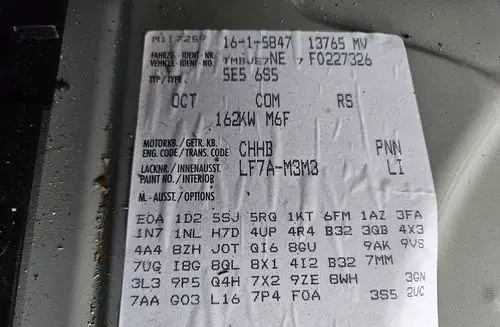 16-1-5847 13765 MV
FAHRZG.-IDENT-NR.
VEHICLE-IDENT-NO. TMBJE7NE 7 F0227326
TYP/TYPE 5E5 6S5
OCT COM RS
162KW M6F
MOTORKB./GETR.KB.
ENG. CODE/TRANS. CODE CHHB PNN
LACKNR./INNENAUSST.
PAINT NO./INTERIOR LF7A-M3M3 LI
M.-AUSST./OPTIONS
E0A 1D2 5SJ 5RQ 1KT 6FM 1AZ 3FA
1N7 1NL H7D 4UP 4R4 B32 3QB 4X3
4A4 8ZH J0T QI6 8GU 9AK 9VS
7UQ I8G 8QL 8X1 4I2 B32 7MM
3L3 9P5 Q4H 7X2 9ZE 8WH 3GN
7AA G03 L16 7P4 F0A 3S5 2UC